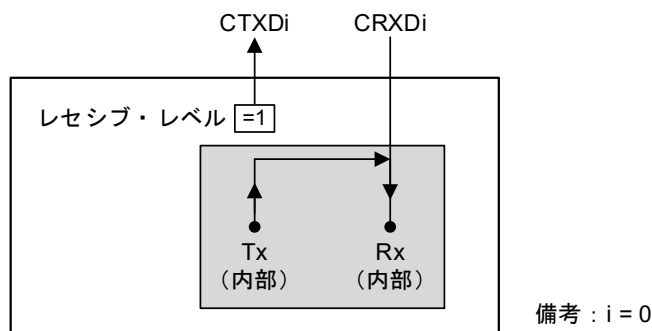 CTXDi CRXDi
レセシブ・レベル =1
Tx Rx
（内部） （内部）
備考：i = 0